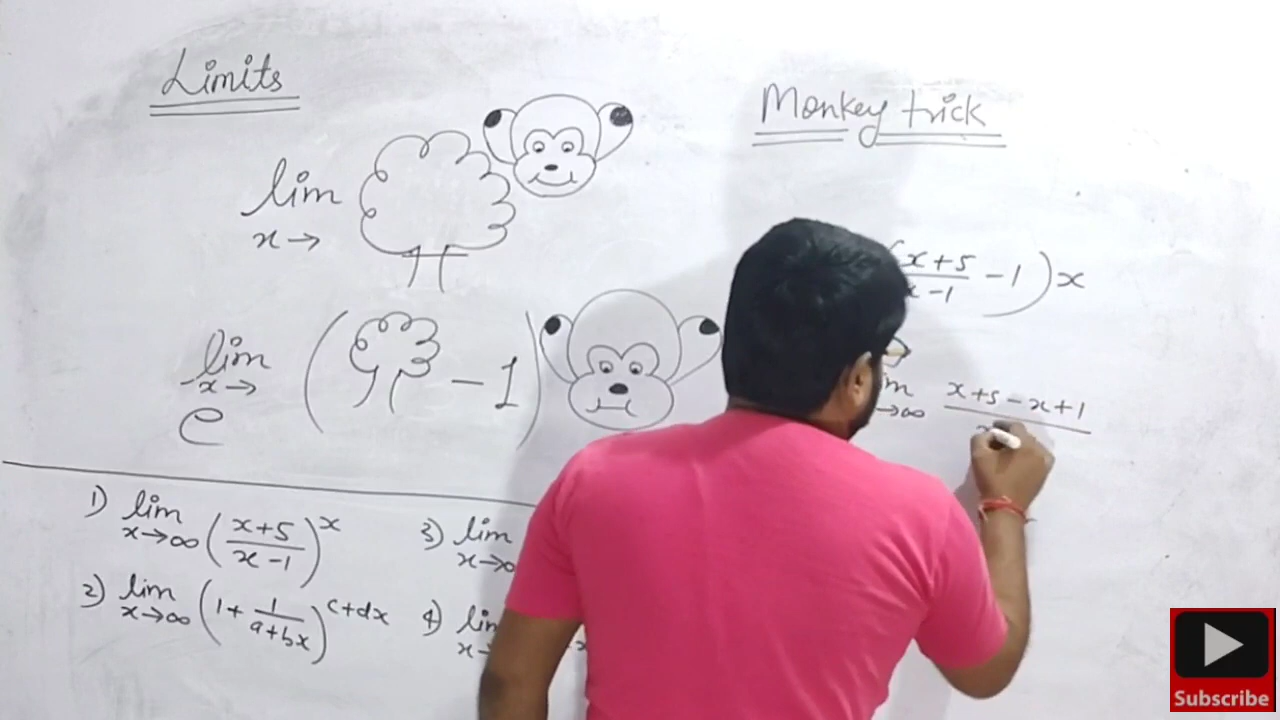 Limits
lim
x→
lim
x→
e
( - 1 )
1) lim x→∞ (x+5 / x-1)^x
2) lim x→∞ (1 + 1 / a+bx)^c+dx
3) lim
x→
4)
Monkey trick
x+5 / x-1 - 1 ) x
→∞ x+5-x+1
Subscribe